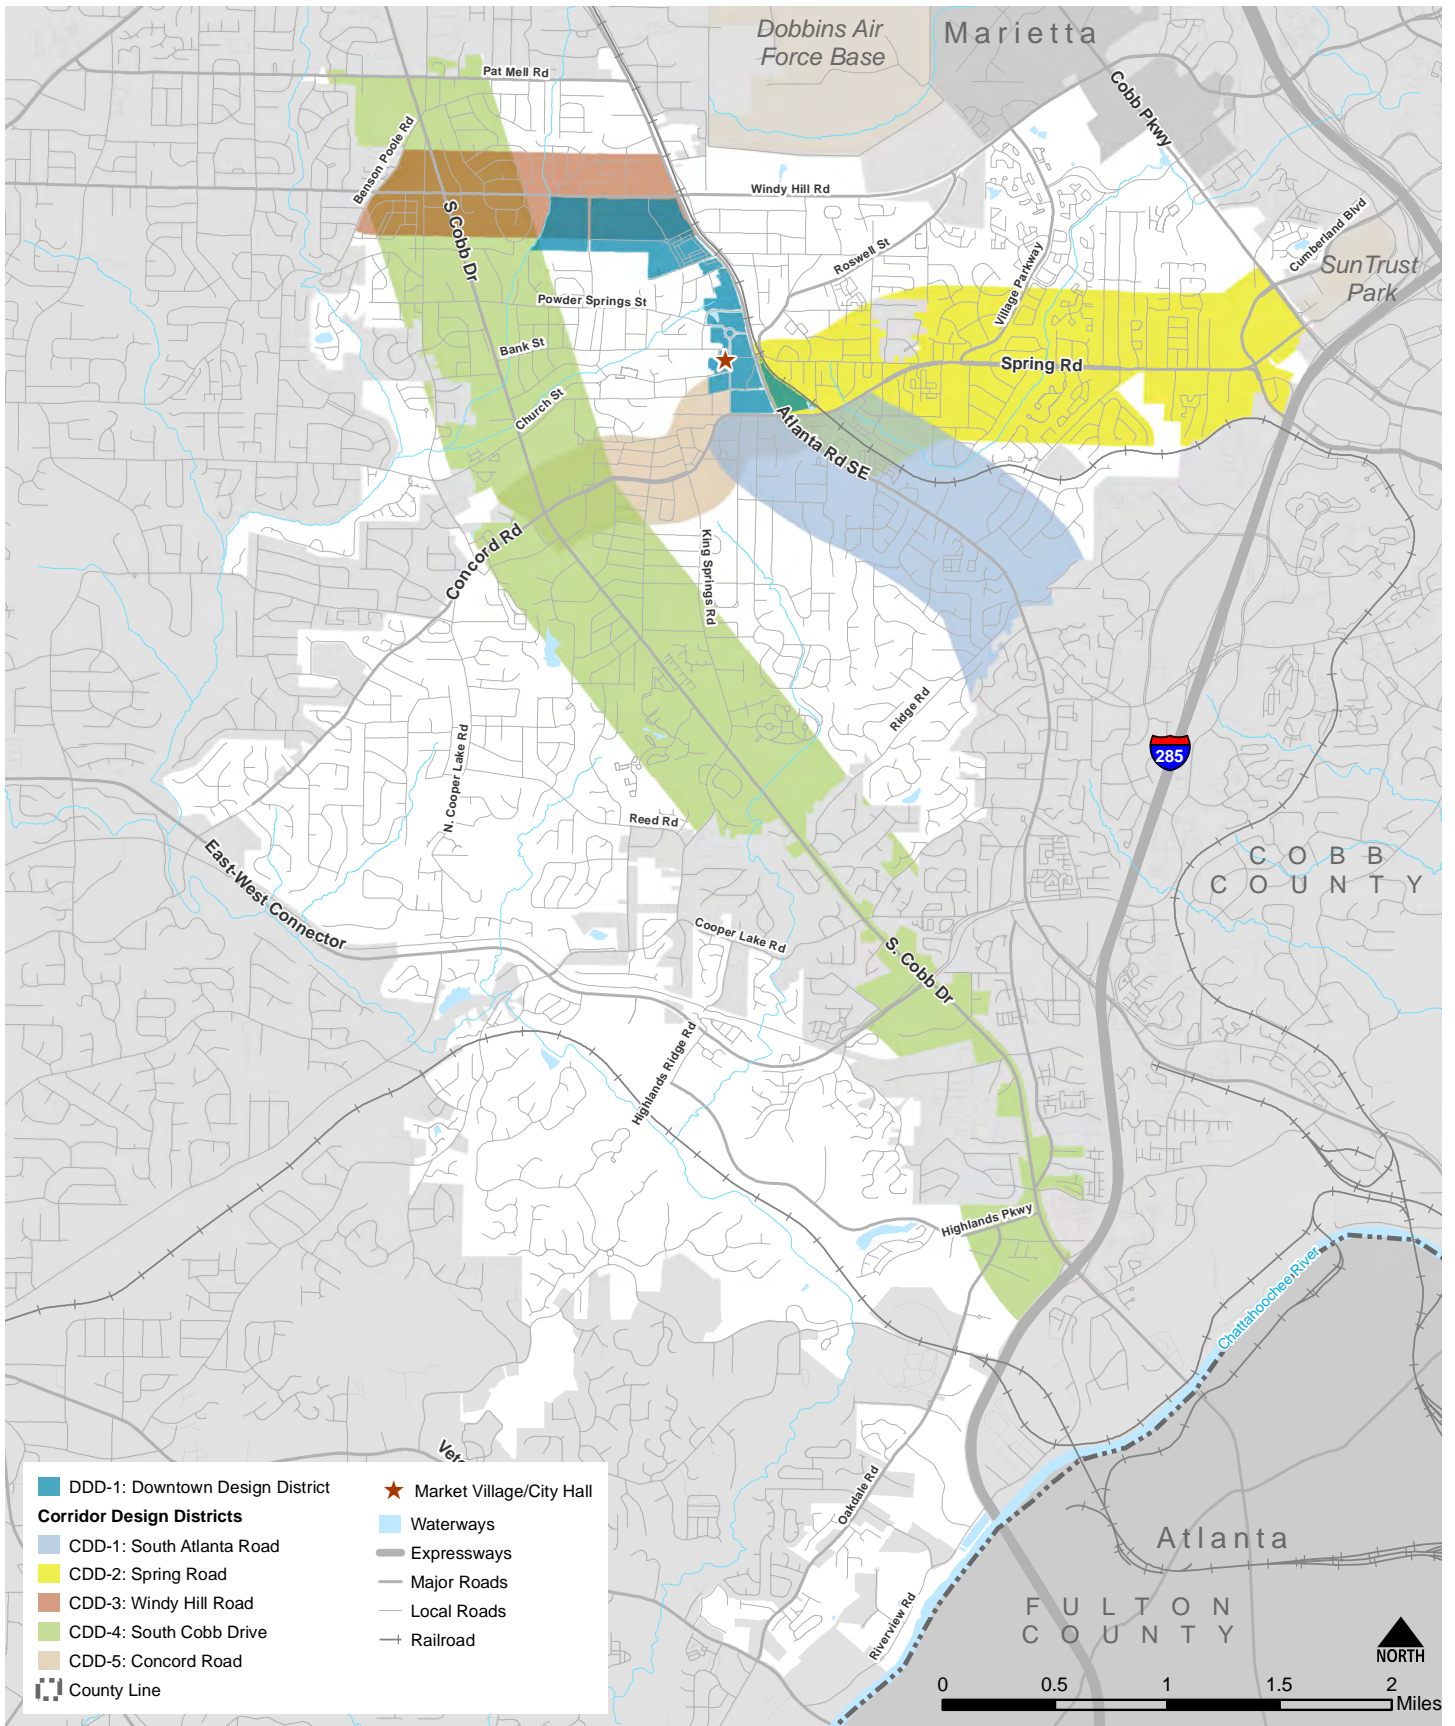 Dobbins Air
Force Base
Marietta
Pat Mell Rd
Cobb Pkwy
Benson Poole Rd
Windy Hill Rd
S Cobb Dr
Roswell St
Cumberland Blvd
SunTrust
Park
Village Parkway
Powder Springs St
Bank St
Spring Rd
Church St
Atlanta Rd SE
Concord Rd
King Springs Rd
Ridge Rd
N. Cooper Lake Rd
285
Reed Rd
East-West Connector
COBB
COUNTY
Cooper Lake Rd
S. Cobb Dr
Highlands Ridge Rd
Highlands Pkwy
Chattahoochee River
Oakdale Rd
Riverview Rd
Atlanta
FULTON
COUNTY
DDD-1: Downtown Design District
Corridor Design Districts
CDD-1: South Atlanta Road
CDD-2: Spring Road
CDD-3: Windy Hill Road
CDD-4: South Cobb Drive
CDD-5: Concord Road
County Line
Market Village/City Hall
Waterways
Expressways
Major Roads
Local Roads
Railroad
NORTH
0 0.5 1 1.5 2
Miles